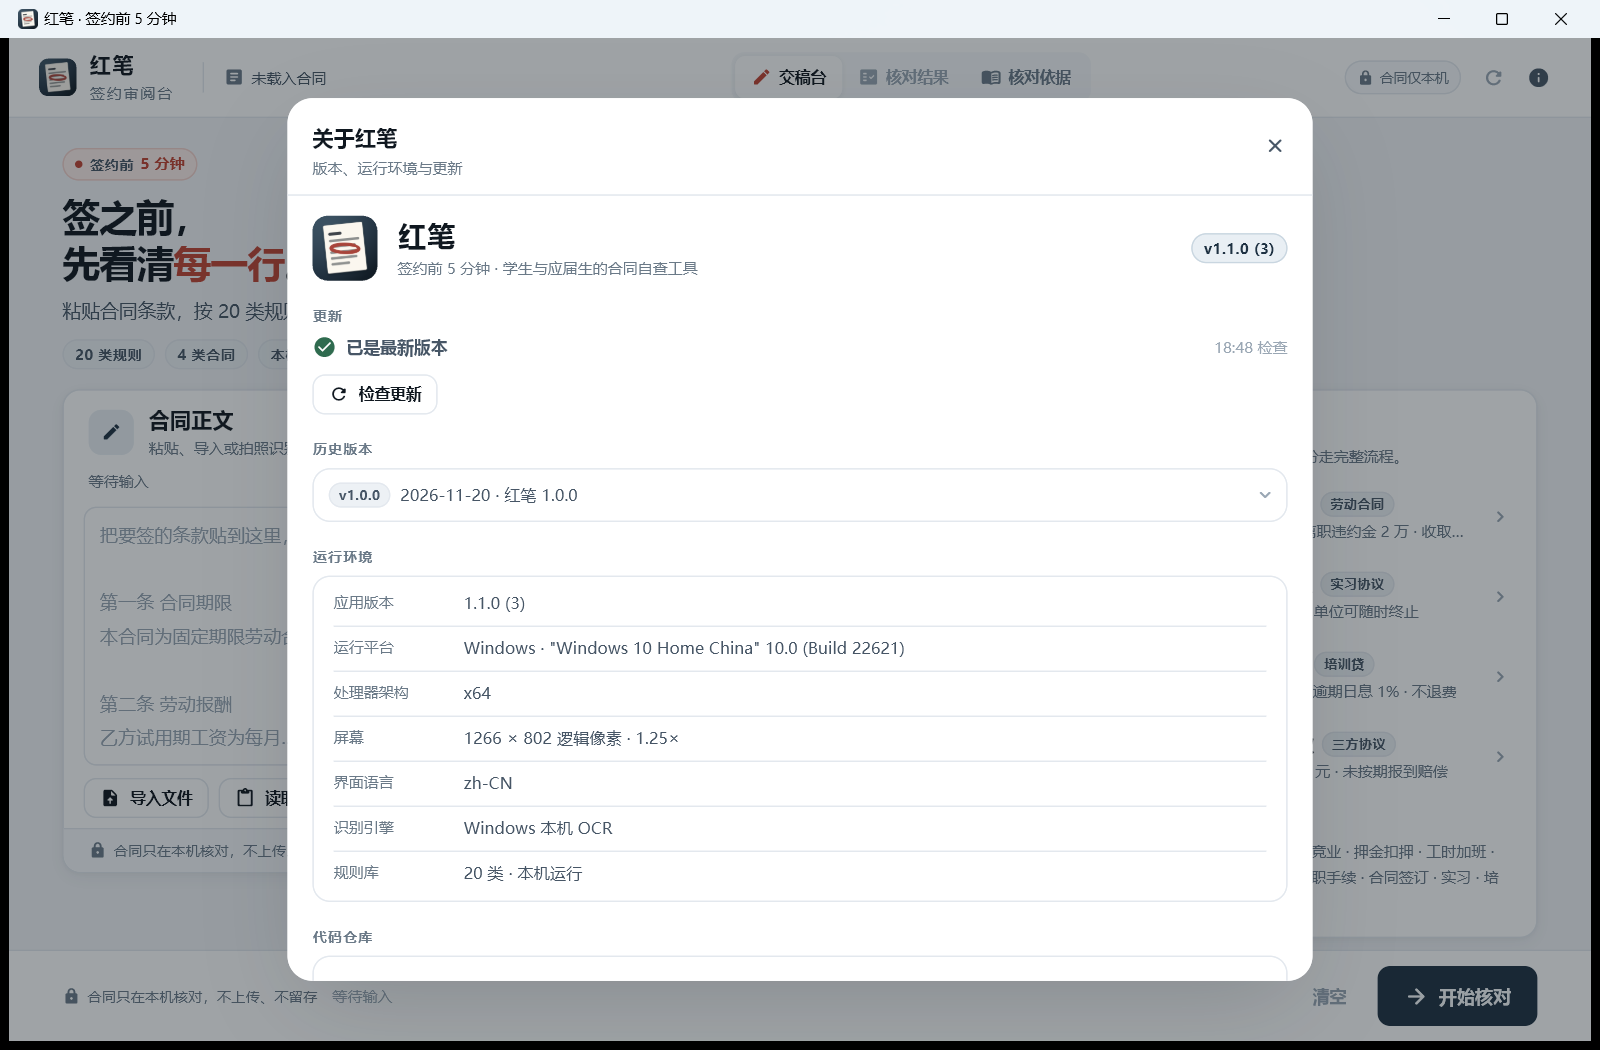 红笔 · 签约前 5 分钟
红笔
签约审阅台
未载入合同
交稿台
核对结果
核对依据
合同仅本机
签约前 5 分钟
签之前，
先看清每一行
粘贴合同条款，按 20 类规
20 类规则
4 类合同
本
合同正文
粘贴、导入或拍照识
等待输入
把要签的条款贴到这里，
第一条 合同期限
本合同为固定期限劳动
第二条 劳动报酬
乙方试用期工资为每月.
导入文件
读
合同只在本机核对，不上传
关于红笔
版本、运行环境与更新
红笔
签约前 5 分钟 · 学生与应届生的合同自查工具
v1.1.0 (3)
更新
已是最新版本
18:48 检查
检查更新
历史版本
v1.0.0
2026-11-20 · 红笔 1.0.0
运行环境
应用版本
1.1.0 (3)
运行平台
Windows · "Windows 10 Home China" 10.0 (Build 22621)
处理器架构
x64
屏幕
1266 × 802 逻辑像素 · 1.25×
界面语言
zh-CN
识别引擎
Windows 本机 OCR
规则库
20 类 · 本机运行
代码仓库
走完整流程。
劳动合同
职违约金 2 万 · 收取...
实习协议
单位可随时终止
培训贷
逾期日息 1% · 不退费
三方协议
元 · 未按期报到赔偿
竞业 · 押金扣押 · 工时加班 ·
职手续 · 合同签订 · 实习 · 培
合同只在本机核对，不上传、不留存
等待输入
清空
开始核对